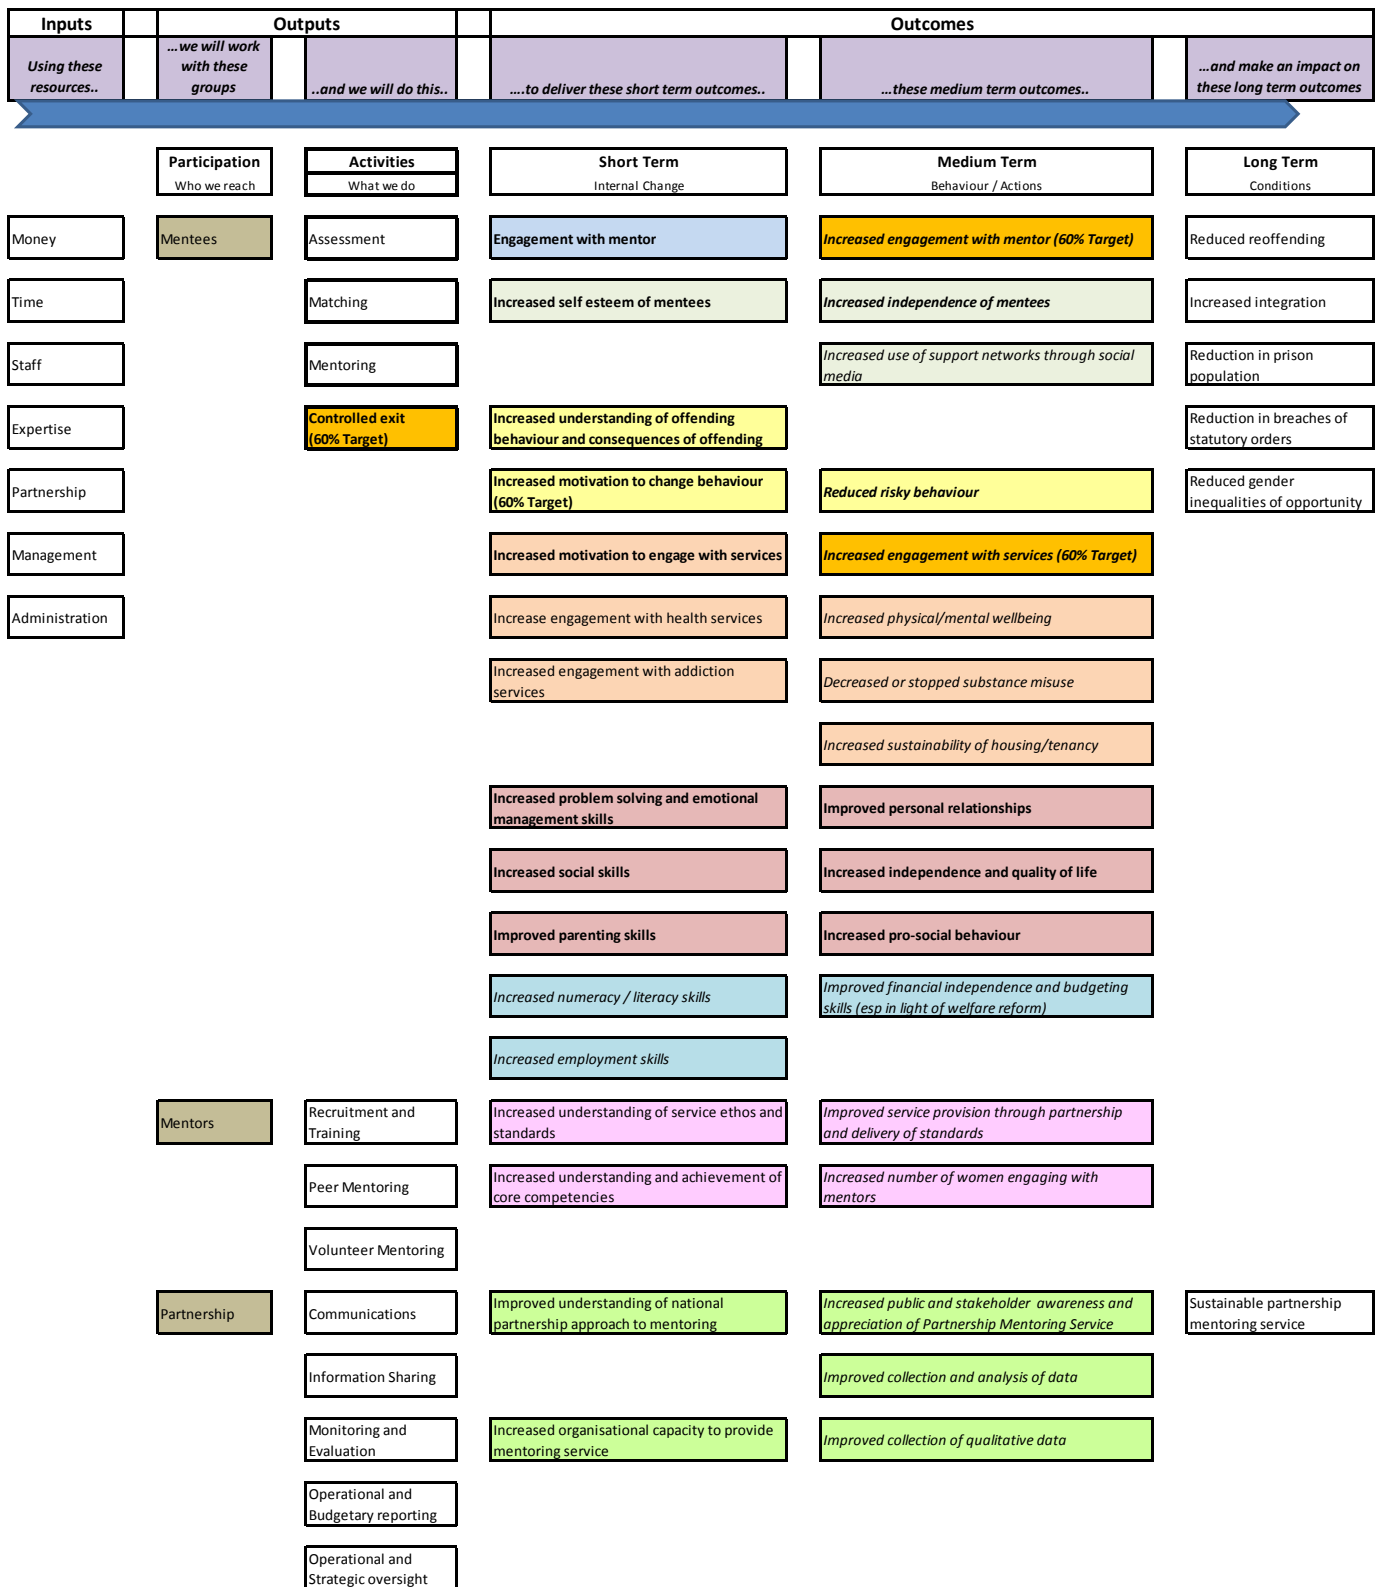 Inputs
Outputs
Outcomes
Using these
resources..
...we will work
with these
groups
..and we will do this..
....to deliver these short term outcomes..
...these medium term outcomes..
...and make an impact on
these long term outcomes
Participation
Who we reach
Activities
What we do
Short Term
Internal Change
Medium Term
Behaviour / Actions
Long Term
Conditions
Money
Mentees
Assessment
Engagement with mentor
Increased engagement with mentor (60% Target)
Reduced reoffending
Time
Matching
Increased self esteem of mentees
Increased independence of mentees
Increased integration
Staff
Mentoring
Increased use of support networks through social
media
Reduction in prison
population
Expertise
Controlled exit
(60% Target)
Increased understanding of offending
behaviour and consequences of offending
Reduction in breaches of
statutory orders
Partnership
Increased motivation to change behaviour
(60% Target)
Reduced risky behaviour
Reduced gender
inequalities of opportunity
Management
Increased motivation to engage with services
Increased engagement with services (60% Target)
Administration
Increase engagement with health services
Increased physical/mental wellbeing
Increased engagement with addiction
services
Decreased or stopped substance misuse
Increased sustainability of housing/tenancy
Increased problem solving and emotional
management skills
Improved personal relationships
Increased social skills
Increased independence and quality of life
Improved parenting skills
Increased pro-social behaviour
Increased numeracy / literacy skills
Improved financial independence and budgeting
skills (esp in light of welfare reform)
Increased employment skills
Mentors
Recruitment and
Training
Increased understanding of service ethos and
standards
Improved service provision through partnership
and delivery of standards
Peer Mentoring
Increased understanding and achievement of
core competencies
Increased number of women engaging with
mentors
Volunteer Mentoring
Partnership
Communications
Improved understanding of national
partnership approach to mentoring
Increased public and stakeholder  awareness and
appreciation of Partnership Mentoring Service
Sustainable partnership
mentoring service
Information Sharing
Improved collection and analysis of data
Monitoring and
Evaluation
Increased organisational capacity to provide
mentoring service
Improved collection of qualitative data
Operational and
Budgetary reporting
Operational and
Strategic oversight